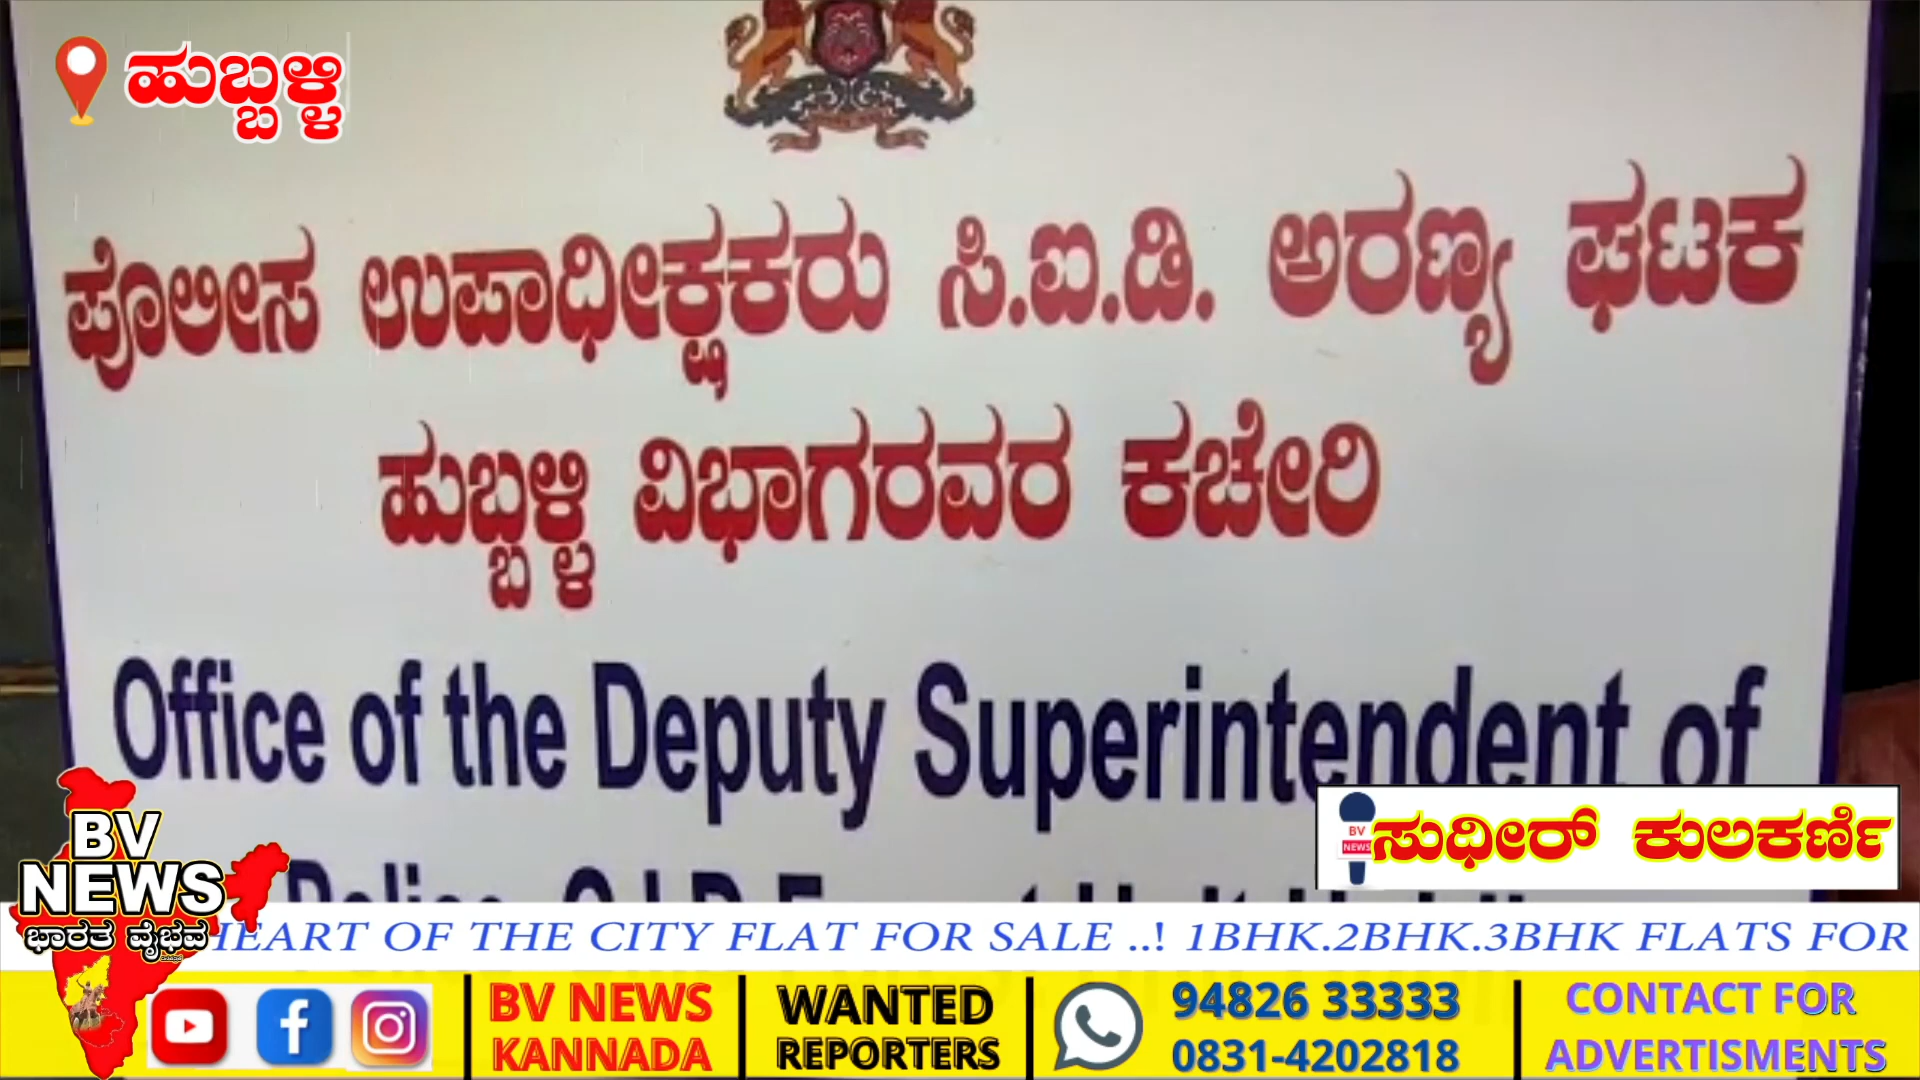 ಹುಬ್ಬಳ್ಳಿ
ಪೊಲೀಸ ಉಪಾಧೀಕ್ಷಕರು ಸಿ.ಐ.ಡಿ. ಅರಣ್ಯ ಘಟಕ
ಹುಬ್ಬಳ್ಳಿ ವಿಭಾಗರವರ ಕಚೇರಿ
Office of the Deputy Superintendent of
BV
NEWS
ಸುಧೀರ್ ಕುಲಕರ್ಣಿ
BV
NEWS
ಭಾರತ ವೈಭವ
HEART OF THE CITY FLAT FOR SALE ..! 1BHK.2BHK.3BHK FLATS FOR
BV NEWS
KANNADA
WANTED
REPORTERS
94826 33333
0831-4202818
CONTACT FOR
ADVERTISMENTS